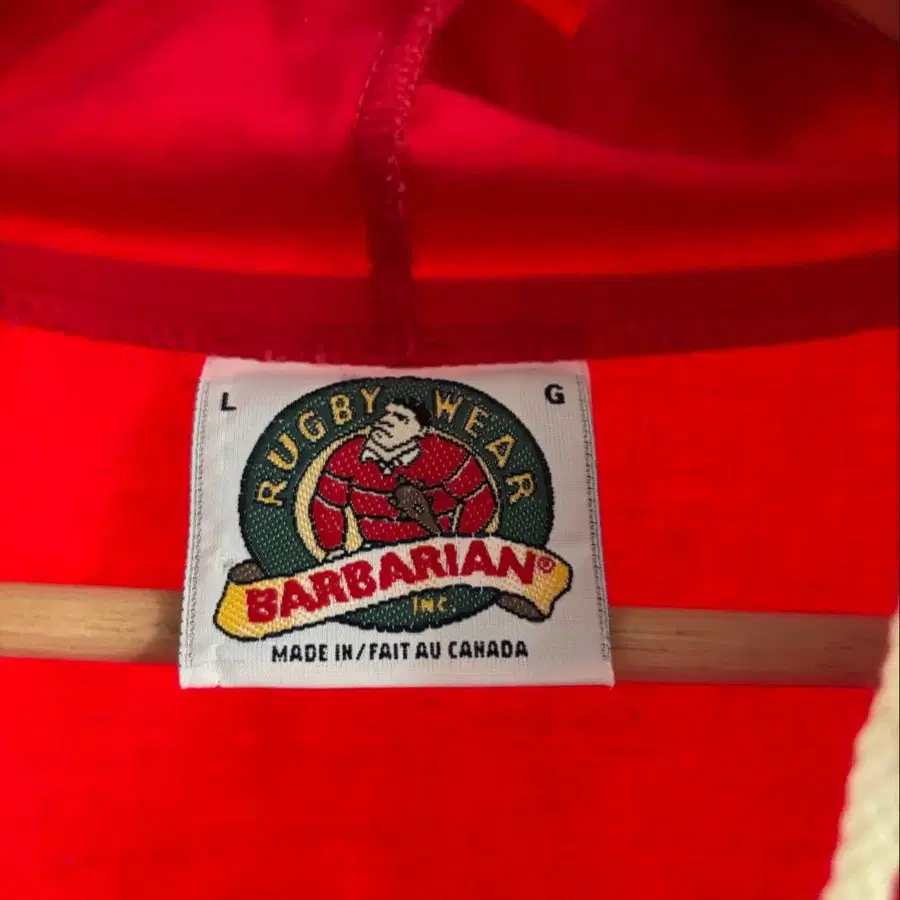 L G
RUGBY WEAR
BARBARIAN®
INC.
MADE IN/FAIT AU CANADA